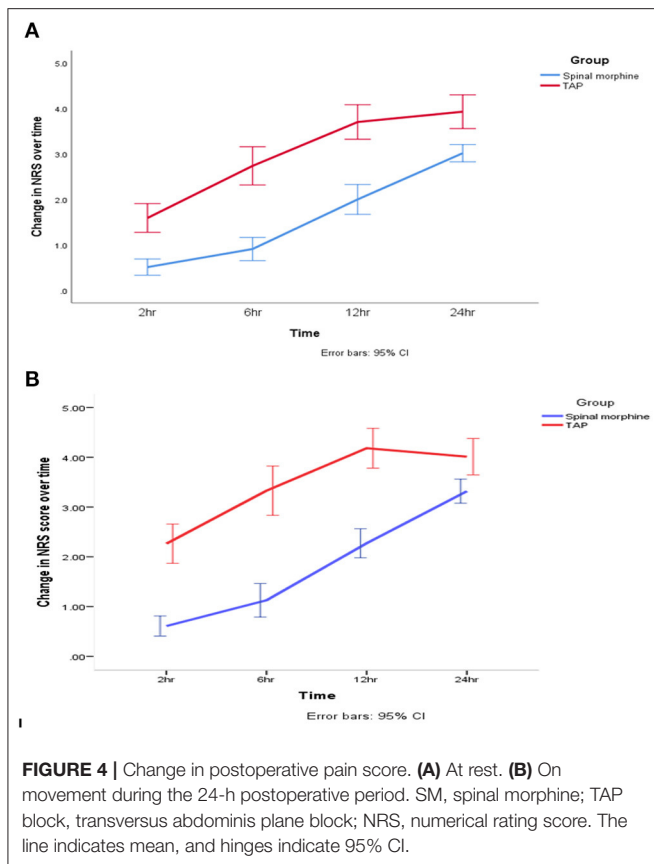 A
Group
Spinal morphine
TAP
5.0
4.0
3.0
2.0
1.0
.0
Change in NRS over time
2hr 6hr 12hr 24hr
Time
Error bars: 95% CI
B
Group
Spinal morphine
TAP
5.00
4.00
3.00
2.00
1.00
.00
Change in NRS score over time
2hr 6hr 12hr 24hr
Time
Error bars: 95% CI
FIGURE 4 | Change in postoperative pain score. (A) At rest. (B) On
movement during the 24-h postoperative period. SM, spinal morphine; TAP
block, transversus abdominis plane block; NRS, numerical rating score. The
line indicates mean, and hinges indicate 95% CI.